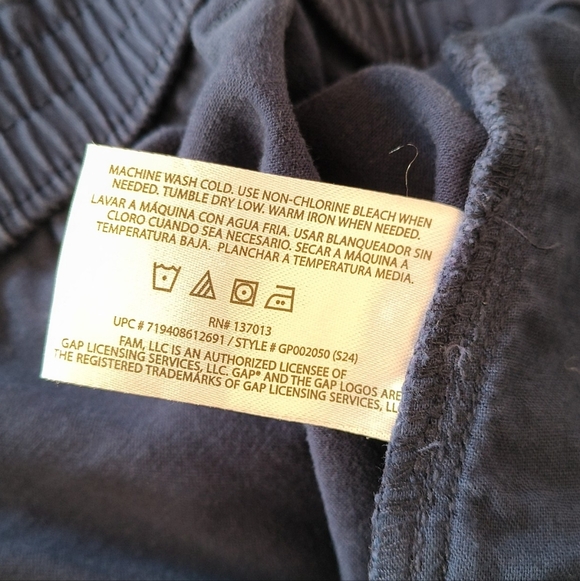 MACHINE WASH COLD. USE NON-CHLORINE BLEACH WHEN
NEEDED. TUMBLE DRY LOW. WARM IRON WHEN NEEDED.
LAVAR A MÁQUINA CON AGUA FRIA. USAR BLANQUEADOR SIN
CLORO CUANDO SEA NECESARIO. SECAR A MÁQUINA A
TEMPERATURA BAJA. PLANCHAR A TEMPERATURA MEDIA.
RN# 137013
UPC # 719408612691 / STYLE # GP002050 (S24)
FAM, LLC IS AN AUTHORIZED LICENSEE OF
GAP LICENSING SERVICES, LLC. GAP® AND THE GAP LOGOS ARE
THE REGISTERED TRADEMARKS OF GAP LICENSING SERVICES, LLC